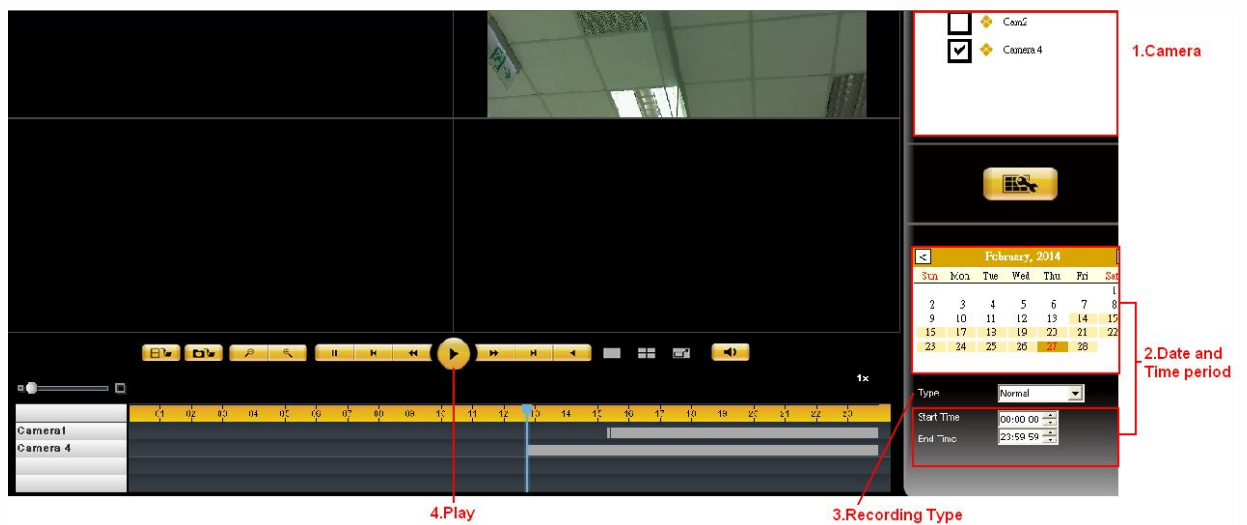 Cam2
Camera 4
1.Camera
< February, 2014
Sun Mon Tue Wed Thu Fri Sat
1
2 3 4 5 6 7 8
9 10 11 12 13 14 15
16 17 18 19 20 21 22
23 24 25 26 27 28
2.Date and
Time period
1x
Type Normal
Start Time 00:00 00
End Time 23:59 59
01 02 03 04 05 06 07 08 09 10 11 12 13 14 15 16 17 18 19 20 21 22 23
Camera1
Camera 4
4.Play
3.Recording Type